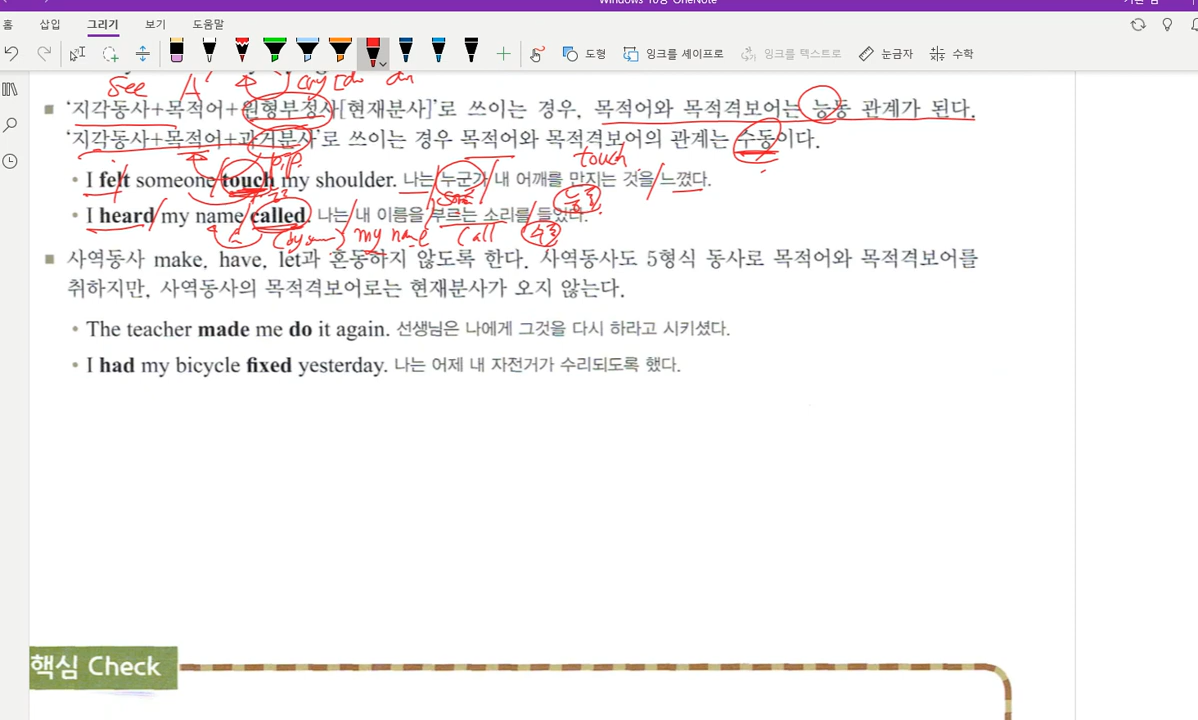 Windows 10용 OneNote
홈 삽입 그리기 보기 도움말
도형 잉크를 셰이프로 잉크를 텍스트로 눈금자 수학
See A cry
■ ‘지각동사+목적어+원형부정사[현재분사]’로 쓰이는 경우, 목적어와 목적격보어는 능동 관계가 된다.
‘지각동사+목적어+과거분사’로 쓰이는 경우 목적어와 목적격보어의 관계는 수동이다.
p.p. touch
• I felt someone touch my shoulder. 나는 누군가 내 어깨를 만지는 것을 느꼈다.
능동
• I heard my name called. 나는 내 이름을 부르는 소리를 들었다.
my name call 수동
■ 사역동사 make, have, let과 혼동하지 않도록 한다. 사역동사도 5형식 동사로 목적어와 목적격보어를
취하지만, 사역동사의 목적격보어로는 현재분사가 오지 않는다.
• The teacher made me do it again. 선생님은 나에게 그것을 다시 하라고 시키셨다.
• I had my bicycle fixed yesterday. 나는 어제 내 자전거가 수리되도록 했다.
핵심 Check